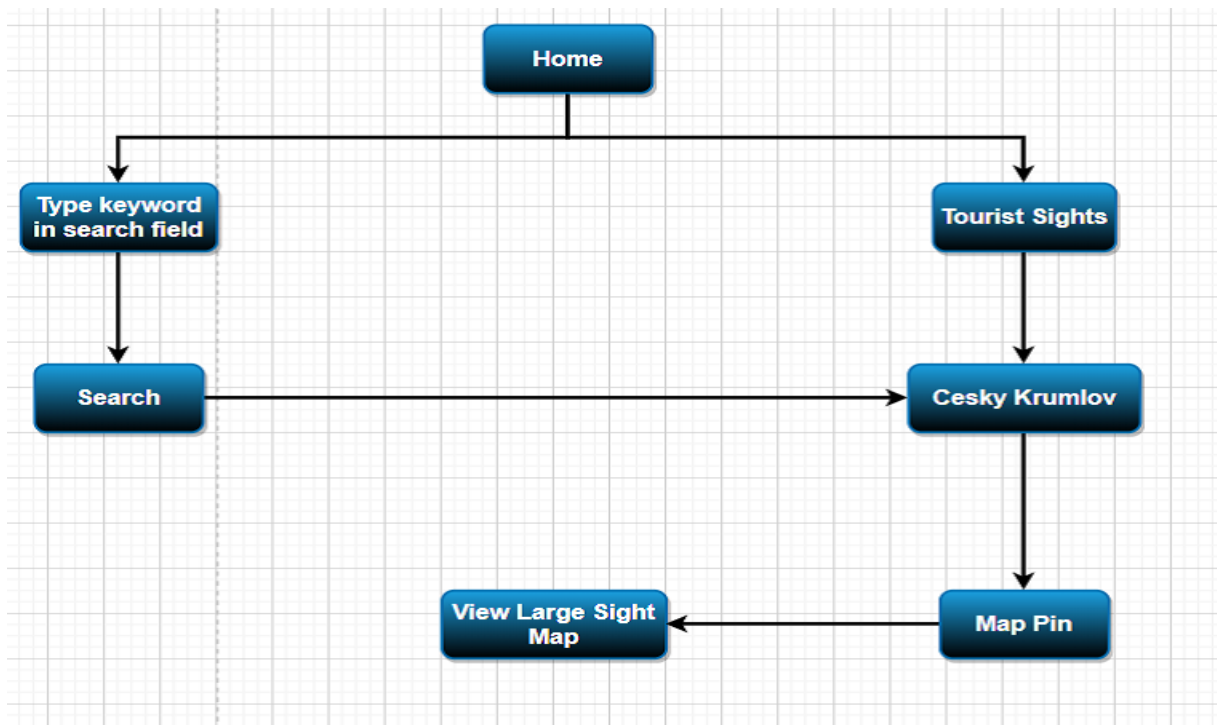 Home
Type keyword
in search field
Tourist Sights
Search
Cesky Krumlov
View Large Sight
Map
Map Pin